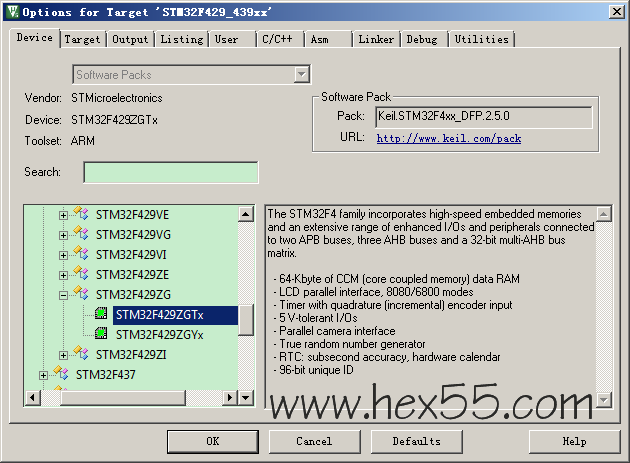 Options for Target 'STM32F429_439xx'
Device Target Output Listing User C/C++ Asm Linker Debug Utilities
Software Packs
Vendor: STMicroelectronics
Device: STM32F429ZGTx
Toolset: ARM
Search:
Software Pack
Pack: Keil.STM32F4xx_DFP.2.5.0
URL: http://www.keil.com/pack
STM32F429VE
STM32F429VG
STM32F429VI
STM32F429ZE
STM32F429ZG
STM32F429ZGTx
STM32F429ZGYx
STM32F429ZI
STM32F437
The STM32F4 family incorporates high-speed embedded memories
and an extensive range of enhanced I/Os and peripherals connected
to two APB buses, three AHB buses and a 32-bit multi-AHB bus
matrix.
- 64-Kbyte of CCM (core coupled memory) data RAM
- LCD parallel interface, 8080/6800 modes
- Timer with quadrature (incremental) encoder input
- 5 V-tolerant I/Os
- Parallel camera interface
- True random number generator
- RTC: subsecond accuracy, hardware calendar
- 96-bit unique ID
www.hex55.com
OK Cancel Defaults Help